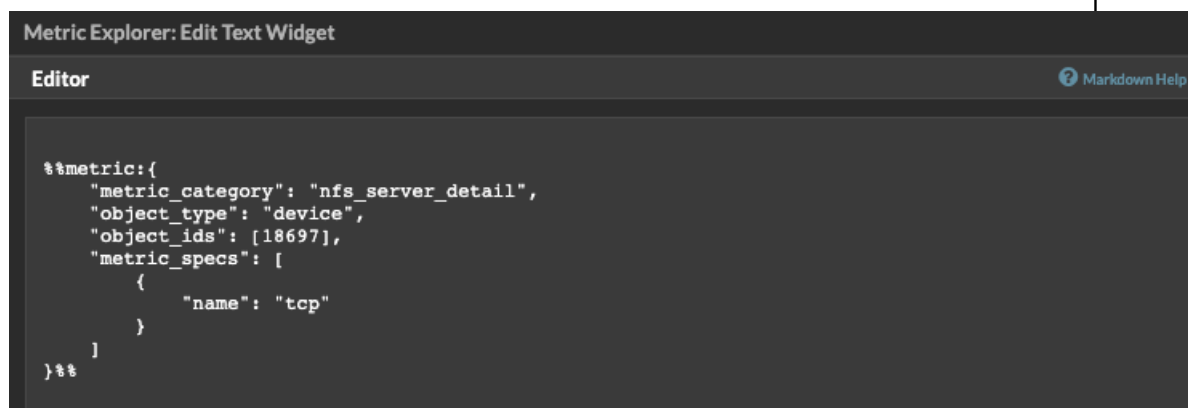 Metric Explorer: Edit Text Widget
Editor
Markdown Help
%%metric:{
    "metric_category": "nfs_server_detail",
    "object_type": "device",
    "object_ids": [18697],
    "metric_specs": [
        {
            "name": "tcp"
        }
    ]
}%%